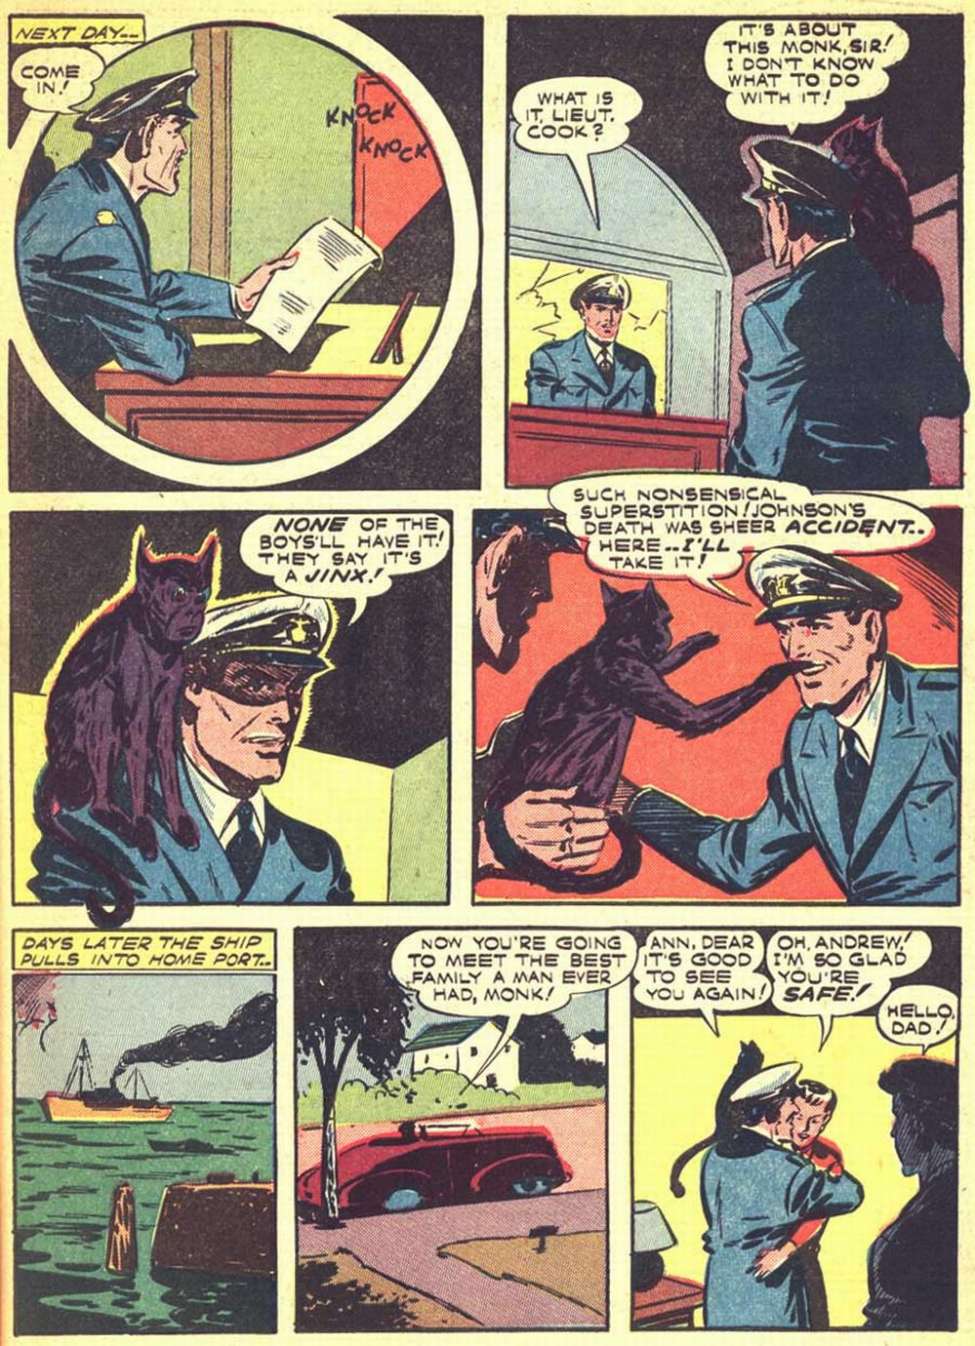 NEXT DAY--
COME
IN!
KNOCK
KNOCK
WHAT IS
IT, LIEUT.
COOK?
IT'S ABOUT
THIS MONK, SIR!
I DON'T KNOW
WHAT TO DO
WITH IT!
NONE OF THE
BOYS'LL HAVE IT!
THEY SAY IT'S
A JINX!
SUCH NONSENSICAL
SUPERSTITION! JOHNSON'S
DEATH WAS SHEER ACCIDENT..
HERE..I'LL
TAKE IT!
DAYS LATER THE SHIP
PULLS INTO HOME PORT..
NOW YOU'RE GOING
TO MEET THE BEST
FAMILY A MAN EVER
HAD, MONK!
ANN, DEAR
IT'S GOOD
TO SEE
YOU AGAIN!
OH, ANDREW!
I'M SO GLAD
YOU'RE
SAFE!
HELLO,
DAD!